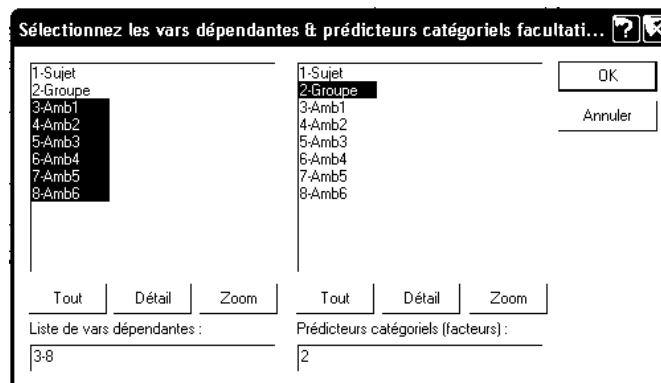 Sélectionnez les vars dépendantes & prédicteurs catégoriels facultati...
1-Sujet
2-Groupe
3-Amb1
4-Amb2
5-Amb3
6-Amb4
7-Amb5
8-Amb6
1-Sujet
2-Groupe
3-Amb1
4-Amb2
5-Amb3
6-Amb4
7-Amb5
8-Amb6
OK
Annuler
Tout Détail Zoom
Tout Détail Zoom
Liste de vars dépendantes :
3-8
Prédicteurs catégoriels (facteurs) :
2